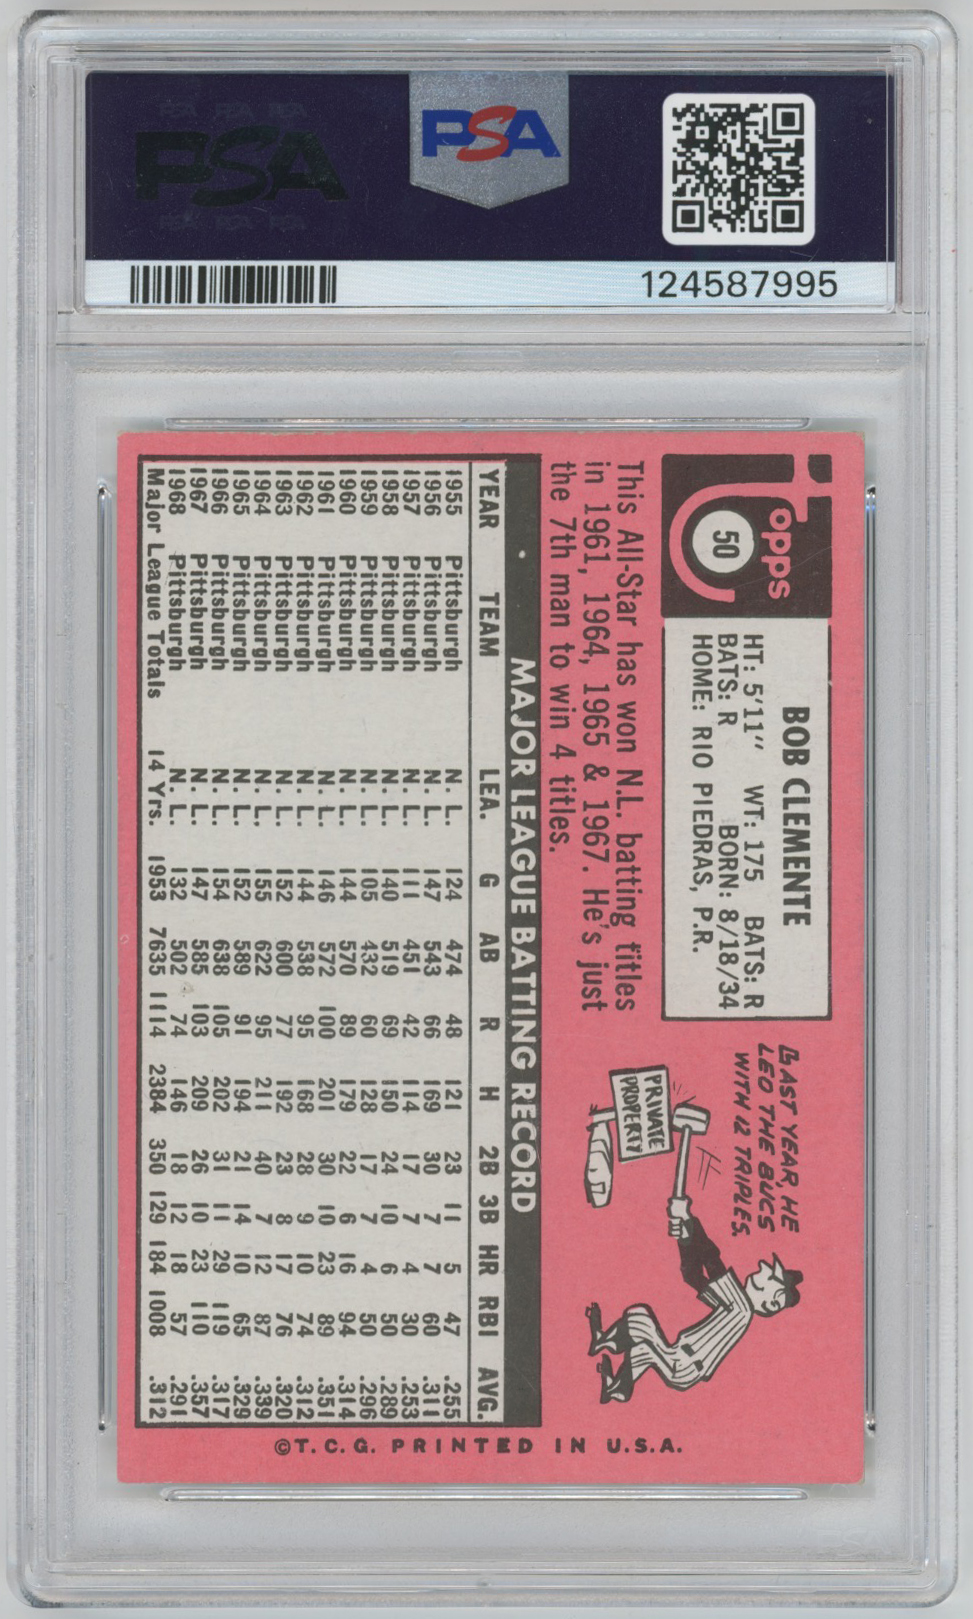 PSA
PSA
124587995
Topps
50
BOB CLEMENTE
HT: 5'11" WT: 175 BATS: R
BATS: R BORN: 8/18/34
HOME: RIO PIEDRAS, P.R.
LAST YEAR, HE
LED THE BUCS
WITH 12 TRIPLES.
PRIVATE
PROPERTY
This All-Star has won N.L. batting titles
in 1961, 1964, 1965 & 1967. He's just
the 7th man to win 4 titles.
MAJOR LEAGUE BATTING RECORD
YEAR TEAM LEA. G AB R H 2B 3B HR RBI AVG.
1955 Pittsburgh N. L. 124 474 48 121 23 11 5 47 .255
1956 Pittsburgh N. L. 147 543 66 169 30 7 7 60 .311
1957 Pittsburgh N. L. 111 451 42 114 17 7 4 30 .253
1958 Pittsburgh N. L. 140 519 69 150 24 10 6 50 .289
1959 Pittsburgh N. L. 105 432 60 128 17 7 4 50 .296
1960 Pittsburgh N. L. 144 570 89 179 22 6 16 94 .314
1961 Pittsburgh N. L. 146 572 100 201 30 10 23 89 .351
1962 Pittsburgh N. L. 144 538 95 168 28 9 10 74 .312
1963 Pittsburgh N. L. 152 600 77 192 23 8 17 76 .320
1964 Pittsburgh N. L. 155 622 95 211 40 7 12 87 .339
1965 Pittsburgh N. L. 152 589 91 194 21 14 10 65 .329
1966 Pittsburgh N. L. 154 638 105 202 31 11 29 119 .317
1967 Pittsburgh N. L. 147 585 103 209 26 10 23 110 .357
1968 Pittsburgh N. L. 132 502 74 146 18 12 18 57 .291
Major League Totals 14 Yrs. 1953 7635 1114 2384 350 129 184 1008 .312
©T.C.G. PRINTED IN U.S.A.